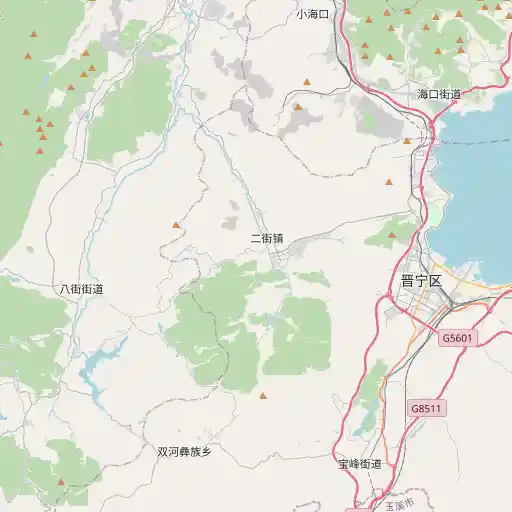 小海口
海口街道
二街镇
晋宁区
八街街道
G5601
G8511
双河彝族乡
宝峰街道
玉溪市